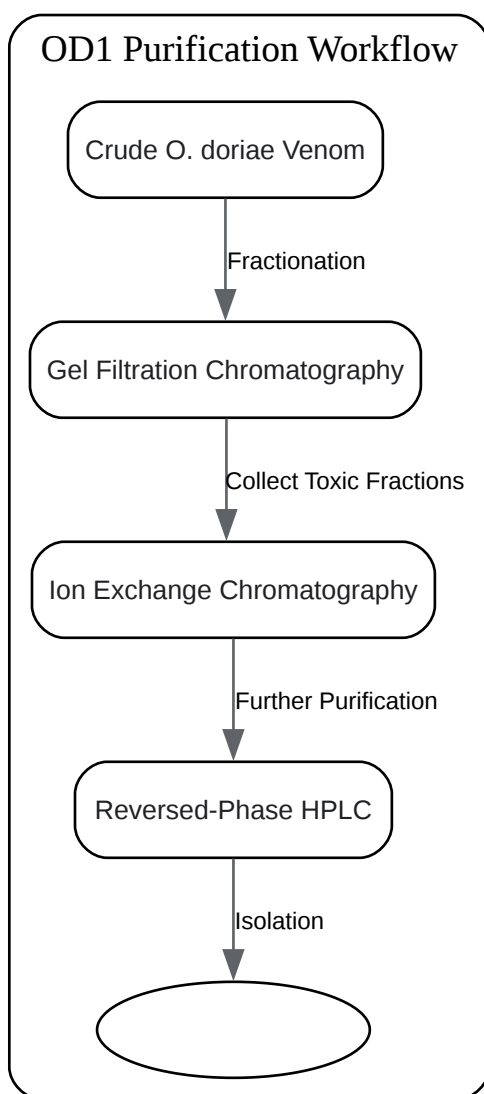 OD1 Purification Workflow
Crude O. doriae Venom
Fractionation
Gel Filtration Chromatography
Collect Toxic Fractions
Ion Exchange Chromatography
Further Purification
Reversed-Phase HPLC
Isolation